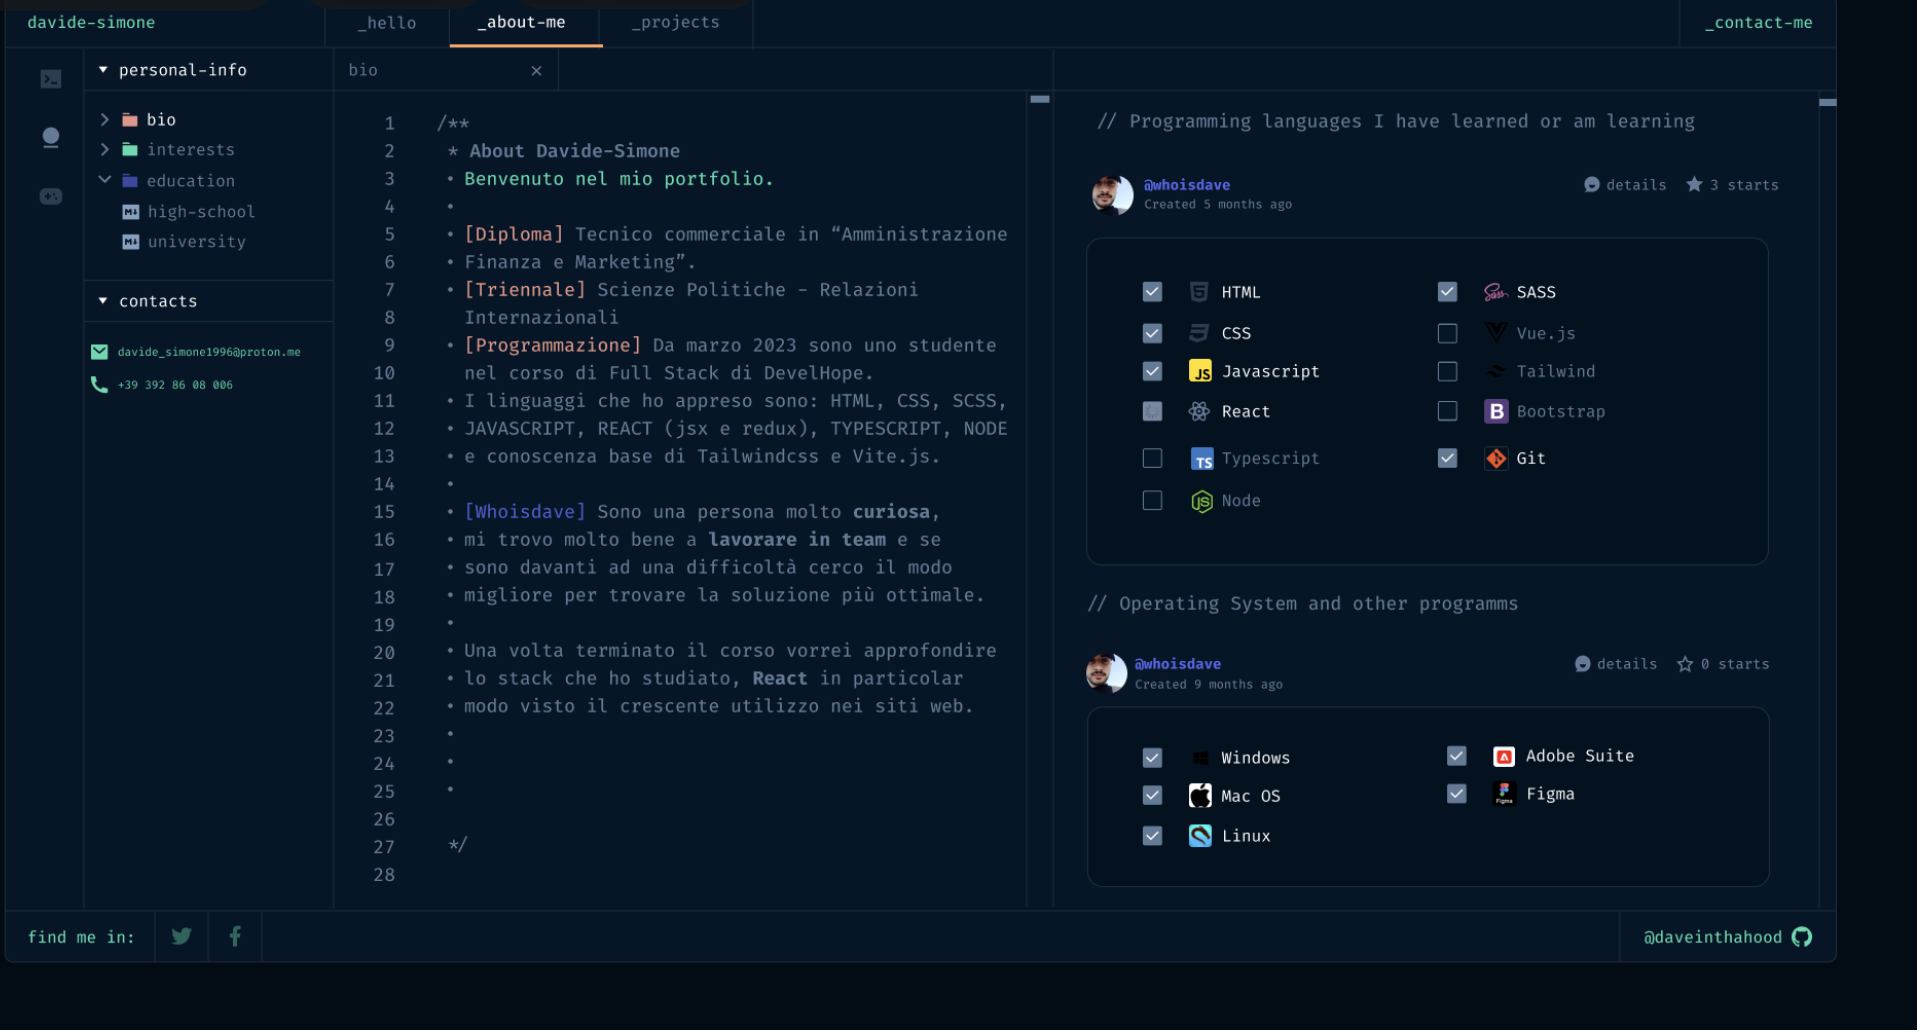 davide-simone
_hello
_about-me
_projects
_contact-me
personal-info
bio
interests
education
high-school
university
contacts
davide_simone1996@proton.me
+39 392 86 08 006
bio
1 /**
2 * About Davide-Simone
3 • Benvenuto nel mio portfolio.
4 •
5 • [Diploma] Tecnico commerciale in “Amministrazione
6 • Finanza e Marketing”.
7 • [Triennale] Scienze Politiche - Relazioni
8 Internazionali
9 • [Programmazione] Da marzo 2023 sono uno studente
10 nel corso di Full Stack di DevelHope.
11 • I linguaggi che ho appreso sono: HTML, CSS, SCSS,
12 • JAVASCRIPT, REACT (jsx e redux), TYPESCRIPT, NODE
13 • e conoscenza base di Tailwindcss e Vite.js.
14 •
15 • [Whoisdave] Sono una persona molto curiosa,
16 • mi trovo molto bene a lavorare in team e se
17 • sono davanti ad una difficoltà cerco il modo
18 • migliore per trovare la soluzione più ottimale.
19 •
20 • Una volta terminato il corso vorrei approfondire
21 • lo stack che ho studiato, React in particolar
22 • modo visto il crescente utilizzo nei siti web.
23 •
24 •
25 •
26
27 */
28
// Programming languages I have learned or am learning
@whoisdave
Created 5 months ago
details
3 starts
HTML
CSS
JS Javascript
React
TS Typescript
JS Node
Sass SASS
Vue.js
Tailwind
B Bootstrap
Git
// Operating System and other programms
@whoisdave
Created 9 months ago
details
0 starts
Windows
Mac OS
Linux
Adobe Suite
Figma Figma
find me in:
@daveinthahood